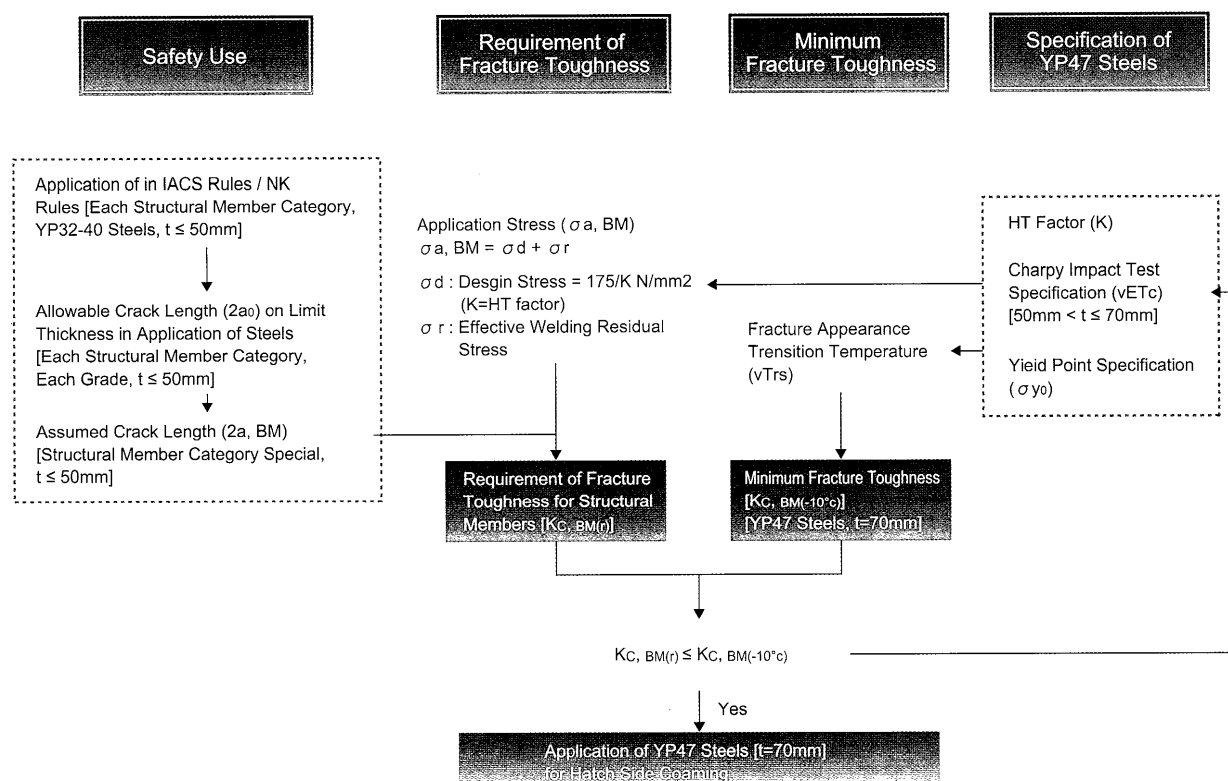 Safety Use
Requirement of
Fracture Toughness
Minimum
Fracture Toughness
Specification of
YP47 Steels
Application of in IACS Rules / NK
Rules [Each Structural Member Category,
YP32-40 Steels, t ≤ 50mm]
Allowable Crack Length (2a0) on Limit
Thickness in Application of Steels
[Each Structural Member Category,
Each Grade, t ≤ 50mm]
Assumed Crack Length (2a, BM)
[Structural Member Category Special,
t ≤ 50mm]
Application Stress (σa, BM)
σa, BM = σd + σr
σd : Desgin Stress = 175/K N/mm2
(K=HT factor)
σr : Effective Welding Residual
Stress
Fracture Appearance
Trensition Temperature
(vTrs)
HT Factor (K)
Charpy Impact Test
Specification (vETc)
[50mm < t ≤ 70mm]
Yieid Point Specification
(σy0)
Requirement of Fracture
Toughness for Structural
Members [KC, BM(r)]
Minimum Fracture Toughness
[KC, BM(-10°c)]
[YP47 Steels, t=70mm]
KC, BM(r) ≤ KC, BM(-10°c)
Yes
Application of YP47 Steels [t=70mm]
for Hatch Side Coaming